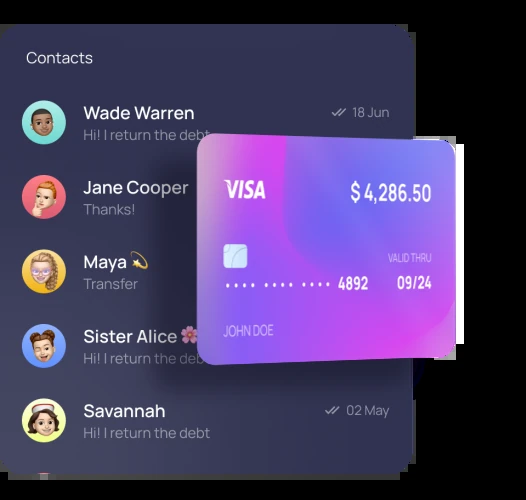 Contacts
Wade Warren
18 Jun
Hi! I return the debt
Jane Cooper
Thanks!
Maya 💫
Transfer
Sister Alice 🌸
Hi! I return the de
Savannah
02 May
Hi! I return the debt
VISA
$ 4,286.50
VALID THRU
•••• •••• •••• 4892
09/24
JOHN DOE